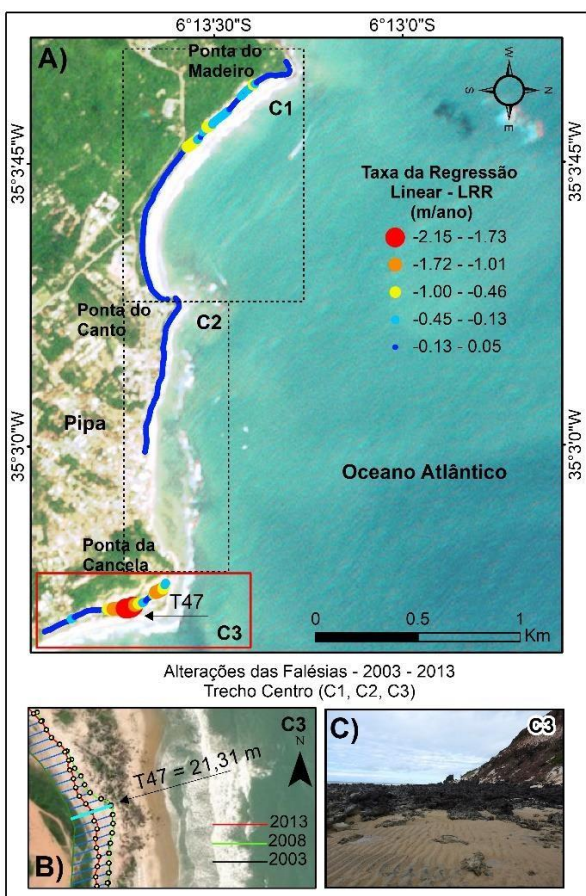 6°13'30"S
6°13'0"S
A)
Ponta do
Madeiro
C1
W
S
N
E
35°3'45"W
35°3'45"W
Taxa da Regressão
Linear - LRR
(m/ano)
-2.15 - -1.73
-1.72 - -1.01
-1.00 - -0.46
-0.45 - -0.13
-0.13 - 0.05
Ponta do
Canto
C2
Pipa
35°3'0"W
35°3'0"W
Oceano Atlântico
Ponta da
Cancela
T47
C3
0
0.5
1
Km
Alterações das Falésias - 2003 - 2013
Trecho Centro (C1, C2, C3)
C3
N
T47 = 21,31 m
2013
2008
2003
B)
C)
C3